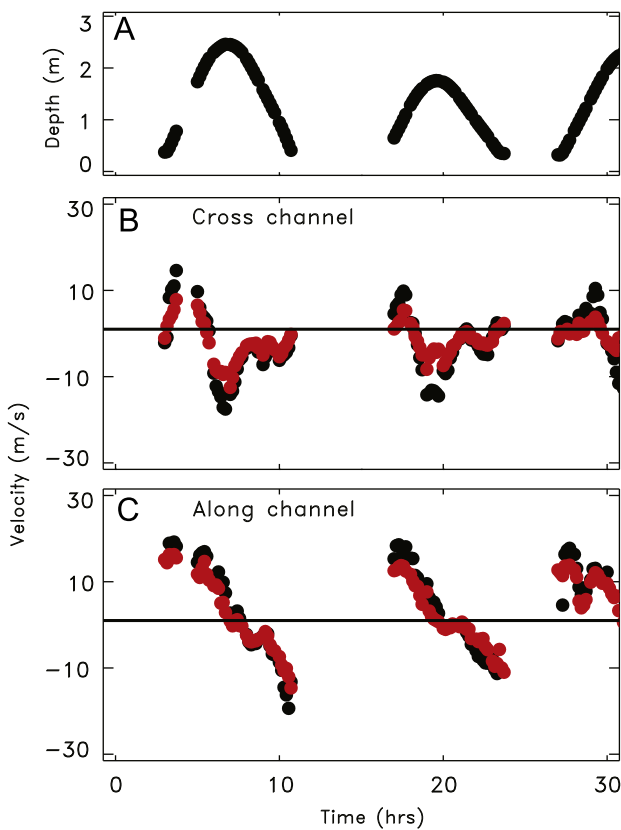 A
Depth (m)
3
2
1
0
B
Cross channel
30
10
−10
−30
Velocity (m/s)
C
Along channel
30
10
−10
−30
0 10 20 30
Time (hrs)